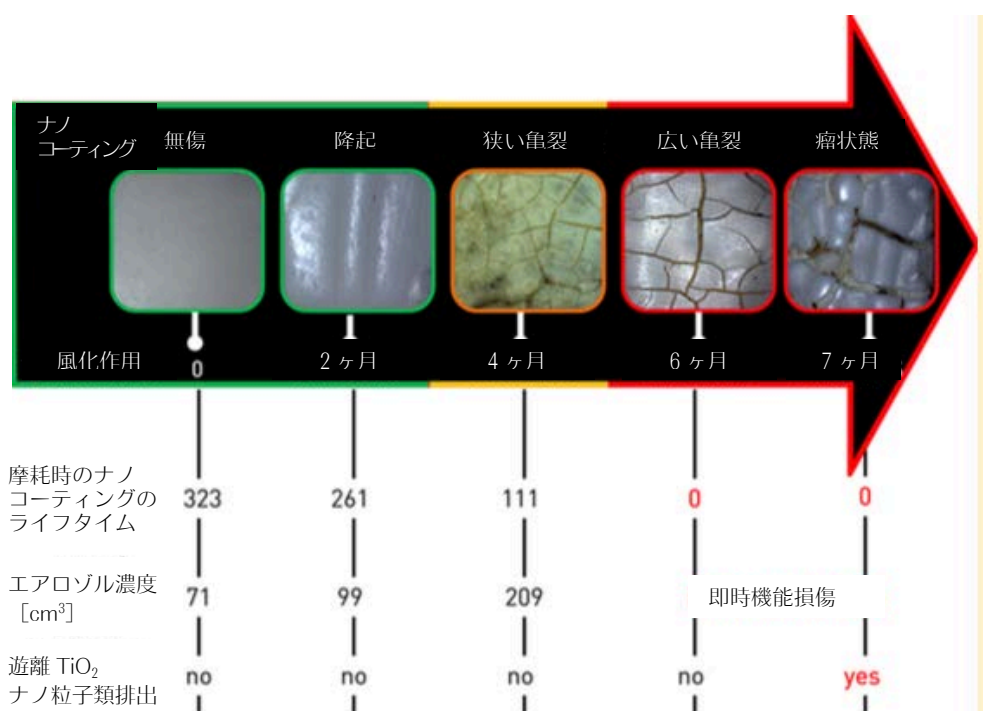 ナノ
コーティング 無傷 降起 狭い亀裂 広い亀裂 瘤状態
風化作用 0 2ヶ月 4ヶ月 6ヶ月 7ヶ月
摩耗時のナノ
コーティングの
ライフタイム
323 261 111 0 0
エアロゾル濃度
[cm³]
71 99 209 即時機能損傷
遊離 TiO₂
ナノ粒子類排出
no no no no yes